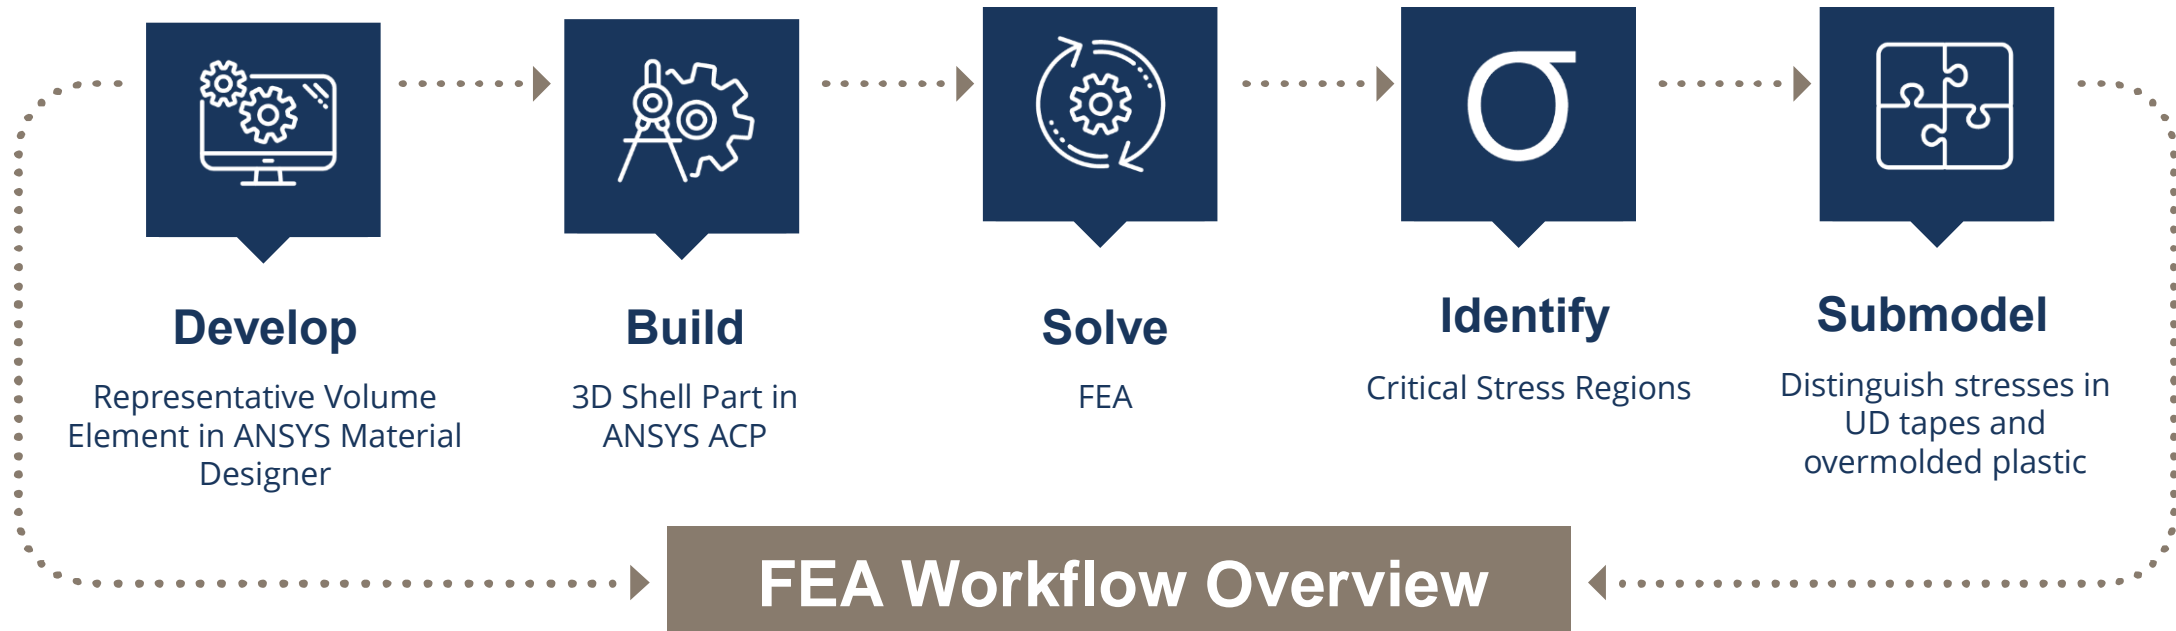 σ
Develop
Representative Volume
Element in ANSYS Material
Designer
Build
3D Shell Part in
ANSYS ACP
Solve
FEA
Identify
Critical Stress Regions
Submodel
Distinguish stresses in
UD tapes and
overmolded plastic
FEA Workflow Overview